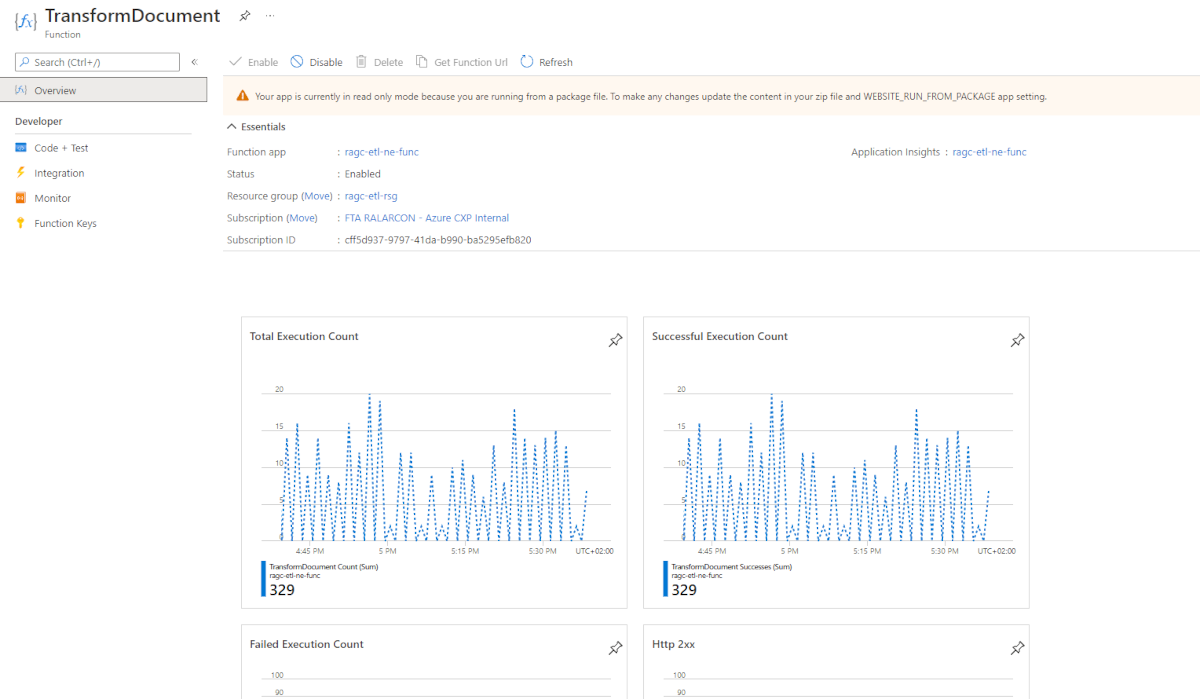 TransformDocument
Function
Search (Ctrl+/)
Overview
Developer
Code + Test
Integration
Monitor
Function Keys
Enable Disable Delete Get Function Url Refresh
Your app is currently in read only mode because you are running from a package file. To make any changes update the content in your zip file and WEBSITE_RUN_FROM_PACKAGE app setting.
Essentials
Function app : ragc-etl-ne-func
Application Insights : ragc-etl-ne-func
Status : Enabled
Resource group (Move) : ragc-etl-rsg
Subscription (Move) : FTA RALARCON - Azure CXP Internal
Subscription ID : cff5d937-9797-41da-b990-ba5295efb820
Total Execution Count
20
15
10
5
0
4:45 PM 5 PM 5:15 PM 5:30 PM UTC+02:00
TransformDocument Count (Sum)
ragc-etl-ne-func
329
Successful Execution Count
20
15
10
5
0
4:45 PM 5 PM 5:15 PM 5:30 PM UTC+02:00
TransformDocument Successes (Sum)
ragc-etl-ne-func
329
Failed Execution Count
100
90
Http 2xx
100
90